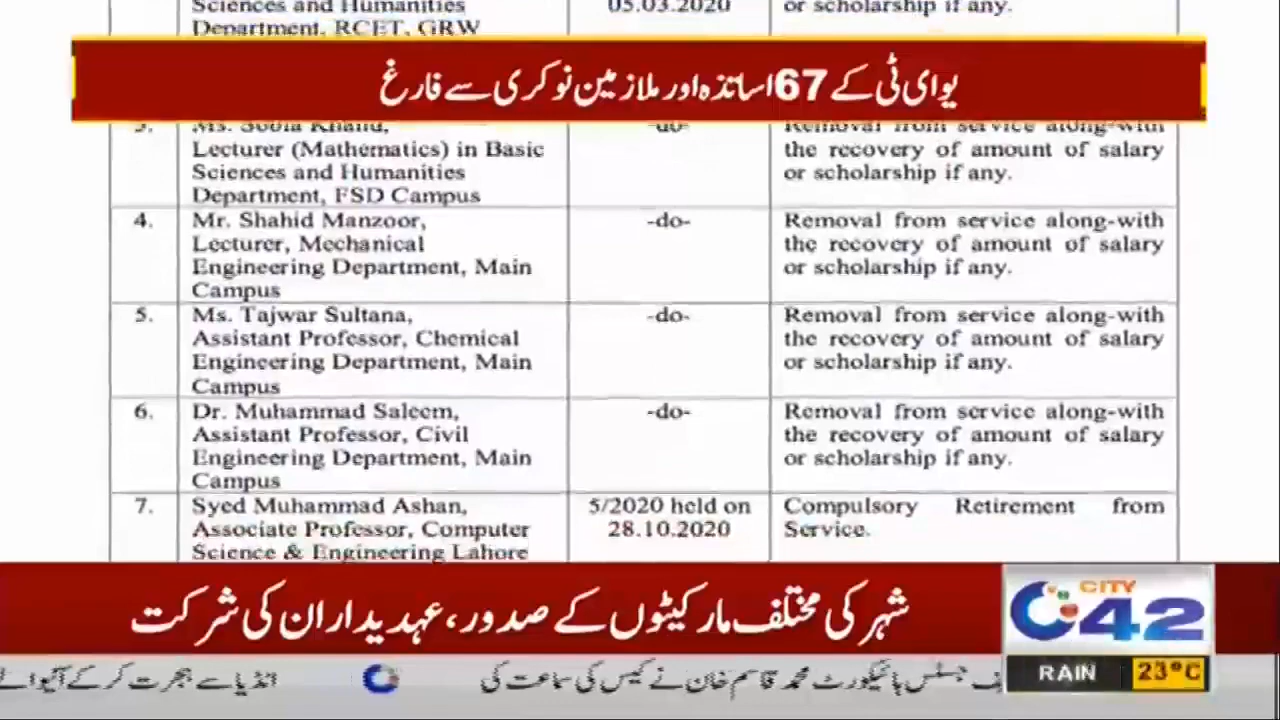 Sciences and Humanities
Department, RCET, GRW
05.03.2020
or scholarship if any.
یو ای ٹی کے 67 اساتذہ اور ملازمین نوکری سے فارغ
3.
Lecturer (Mathematics) in Basic
Sciences and Humanities
Department, FSD Campus
-do-
Removal from service along-with
the recovery of amount of salary
or scholarship if any.
4.
Mr. Shahid Manzoor,
Lecturer, Mechanical
Engineering Department, Main
Campus
-do-
Removal from service along-with
the recovery of amount of salary
or scholarship if any.
5.
Ms. Tajwar Sultana,
Assistant Professor, Chemical
Engineering Department, Main
Campus
-do-
Removal from service along-with
the recovery of amount of salary
or scholarship if any.
6.
Dr. Muhammad Saleem,
Assistant Professor, Civil
Engineering Department, Main
Campus
-do-
Removal from service along-with
the recovery of amount of salary
or scholarship if any.
7.
Syed Muhammad Ashan,
Associate Professor, Computer
Science & Engineering Lahore
5/2020 held on
28.10.2020
Compulsory Retirement from
Service.
شہر کی مختلف مارکیٹوں کے صدور، عہدیداران کی شرکت
CITY
42
RAIN 23°C
جسٹس ہائیکورٹ محمد قاسم خان نے کیس کی سماعت کی
انڈیا سے ہجرت کر کے آنیوالے